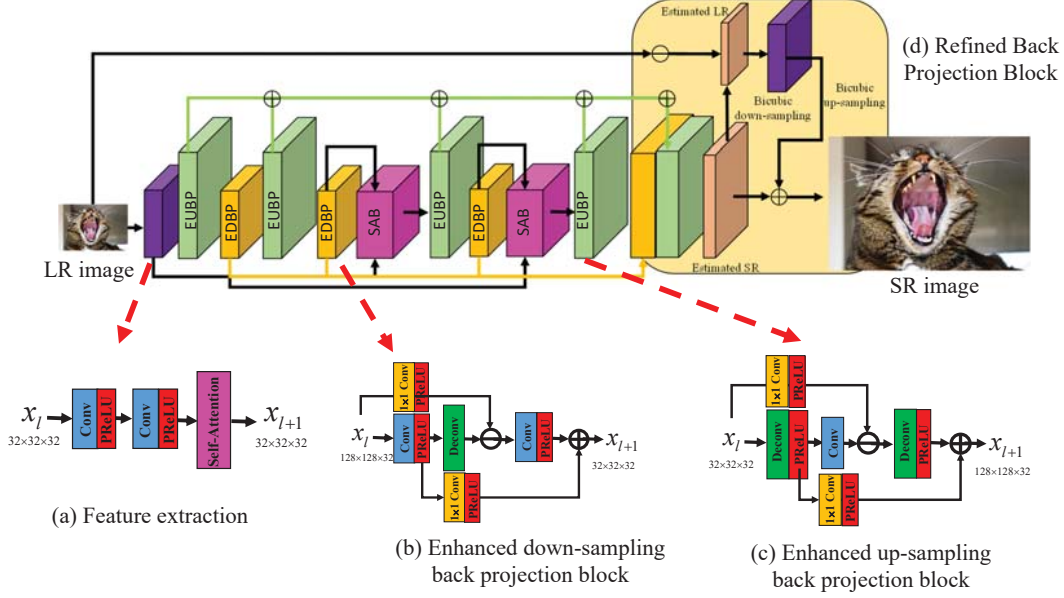 Estimated LR
(d) Refined Back
Projection Block
Bicubic
down-sampling
Bicubic
up-sampling
EUBP
EDBP
EUBP
EDBP
SAB
EUBP
EDBP
SAB
EUBP
LR image
Estimated SR
SR image
x_l
32×32×32
Conv
PReLU
Conv
PReLU
Self-Attention
x_{l+1}
32×32×32
(a) Feature extraction
1×1 Conv
PReLU
x_l
128×128×32
Conv
PReLU
Deconv
Conv
PReLU
x_{l+1}
32×32×32
1×1 Conv
PReLU
(b) Enhanced down-sampling
back projection block
1×1 Conv
PReLU
x_l
32×32×32
Deconv
PReLU
Conv
Deconv
PReLU
x_{l+1}
128×128×32
1×1 Conv
PReLU
(c) Enhanced up-sampling
back projection block